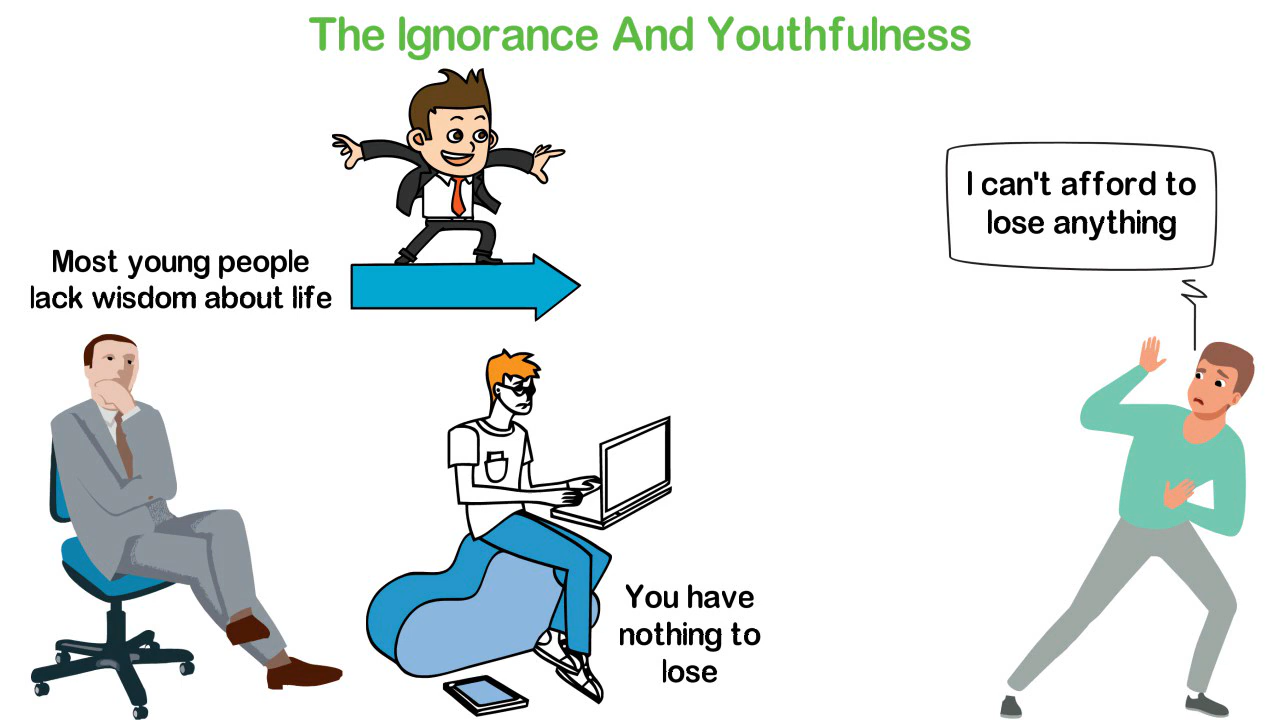 The Ignorance And Youthfulness
I can't afford to
lose anything
Most young people
lack wisdom about life
You have
nothing to
lose